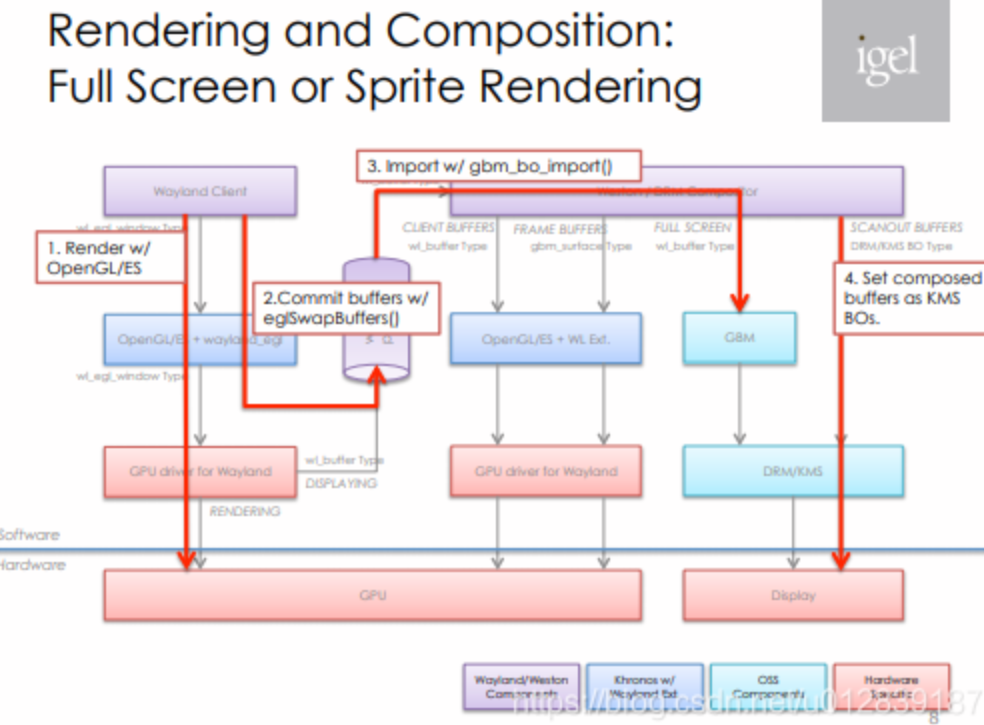 Rendering and Composition:
Full Screen or Sprite Rendering
igel
3. Import w/ gbm_bo_import()
Wayland Client
Weston / DRM Compositor
wl_egl_window Type
CLIENT BUFFERS
wl_buffer Type
FRAME BUFFERS
gbm_surface Type
FULL SCREEN
wl_buffer Type
SCANOUT BUFFERS
DRM/KMS BO Type
1. Render w/
OpenGL/ES
2.Commit buffers w/
eglSwapBuffers()
4. Set composed
buffers as KMS
BOs.
OpenGL/ES + wayland_egl
OpenGL/ES + WL Ext.
GBM
wl_egl_window Type
GPU driver for Wayland
wl_buffer Type
DISPLAYING
GPU driver for Wayland
DRM/KMS
RENDERING
Software
Hardware
GPU
Display
Wayland/Weston
Components
Khronos w/
Wayland Ext
OSS
Components
Hardware
Specific
https://blog.csdn.net/u012839187
8